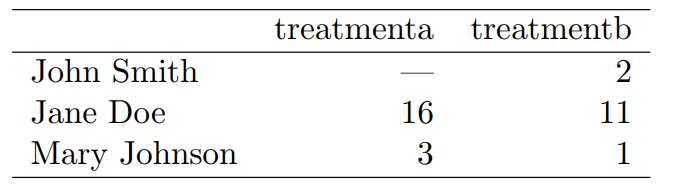 treatmenta treatmentb
John Smith — 2
Jane Doe 16 11
Mary Johnson 3 1